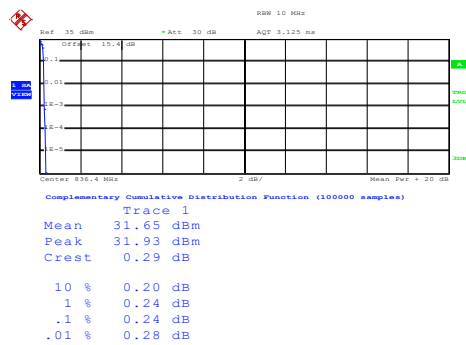 RBW 10 MHz
Ref 35 dBm *Att 30 dB AQT 3.125 ms
Offset 15.4 dB
0.1
A
0.01
1 SA
VIEW
TRG
LVL
1E-3
1E-4
1E-5
3DB
Center 836.4 MHz 2 dB/ Mean Pwr + 20 dB
Complementary Cumulative Distribution Function (100000 samples)
Trace 1
Mean 31.65 dBm
Peak 31.93 dBm
Crest 0.29 dB
10 % 0.20 dB
1 % 0.24 dB
.1 % 0.24 dB
.01 % 0.28 dB